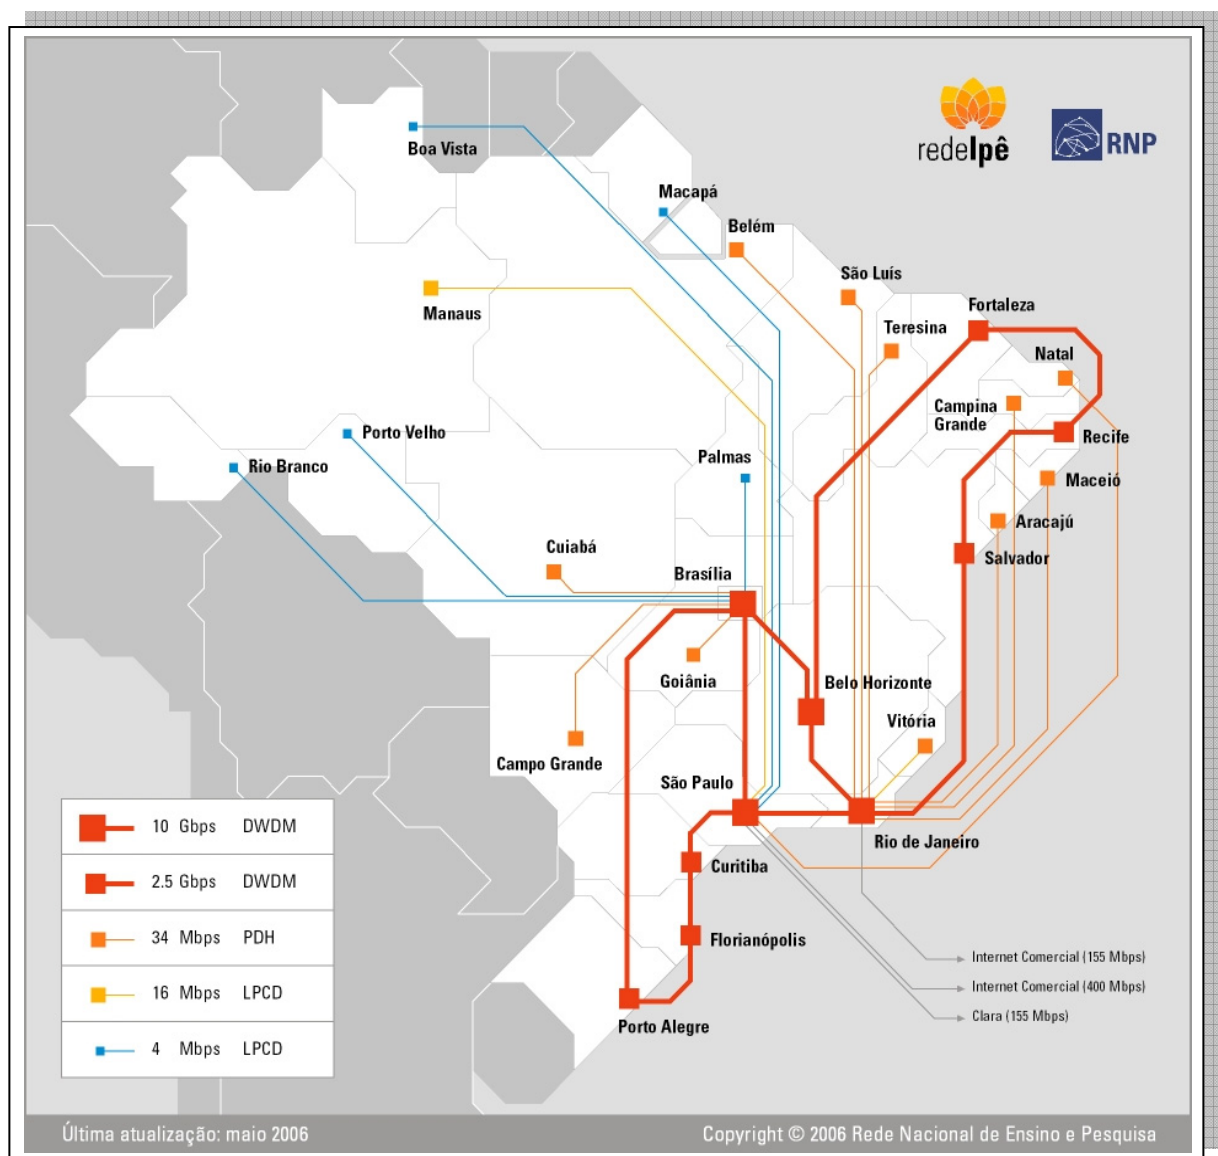 redeIpê
RNP
Boa Vista
Macapá
Belém
São Luís
Fortaleza
Manaus
Teresina
Natal
Campina
Grande
Recife
Porto Velho
Rio Branco
Palmas
Maceió
Aracajú
Cuiabá
Salvador
Brasília
Goiânia
Belo Horizonte
Vitória
Campo Grande
São Paulo
Rio de Janeiro
Curitiba
Florianópolis
Porto Alegre
10 Gbps DWDM
2.5 Gbps DWDM
34 Mbps PDH
16 Mbps LPCD
4 Mbps LPCD
Internet Comercial (155 Mbps)
Internet Comercial (400 Mbps)
Clara (155 Mbps)
Última atualização: maio 2006
Copyright © 2006 Rede Nacional de Ensino e Pesquisa